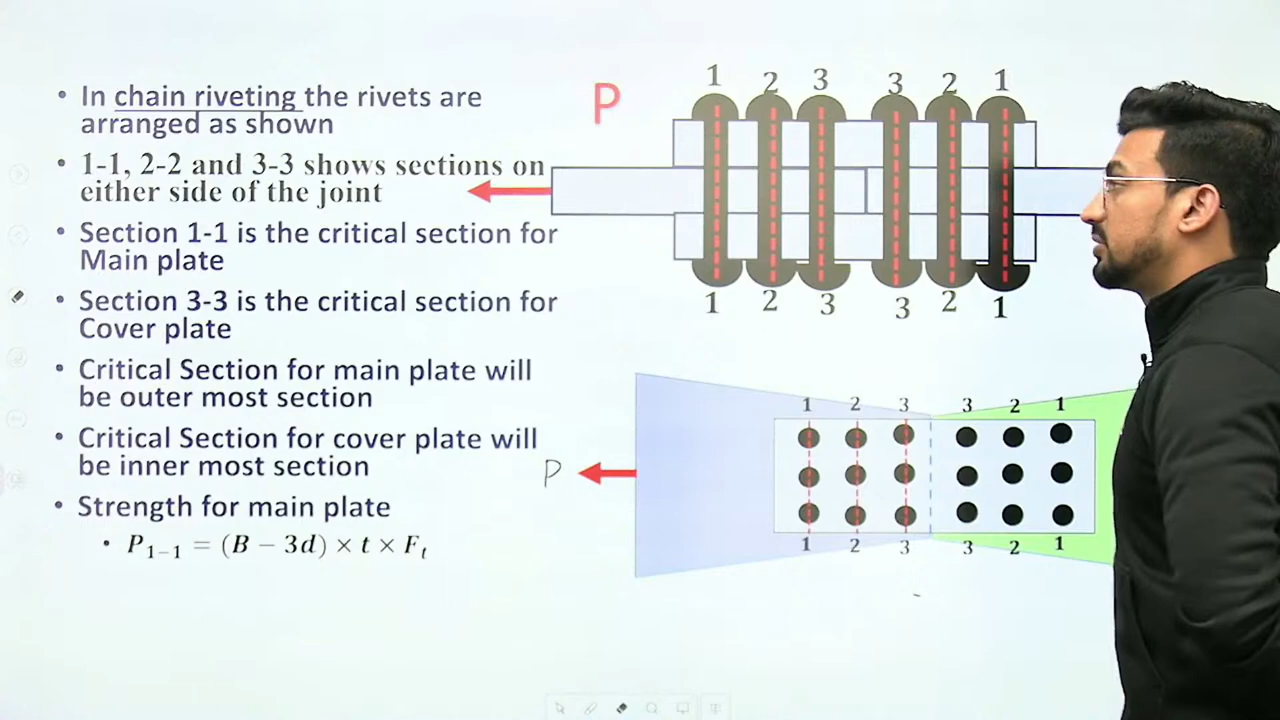 • In chain riveting the rivets are
arranged as shown
• 1-1, 2-2 and 3-3 shows sections on
either side of the joint
• Section 1-1 is the critical section for
Main plate
• Section 3-3 is the critical section for
Cover plate
• Critical Section for main plate will
be outer most section
• Critical Section for cover plate will
be inner most section
• Strength for main plate
• P₁₋₁ = (B − 3d) × t × Fₜ
P
1 2 3 3 2 1
1 2 3 3 2 1
1 2 3 3 2 1
P
1 2 3 3 2 1